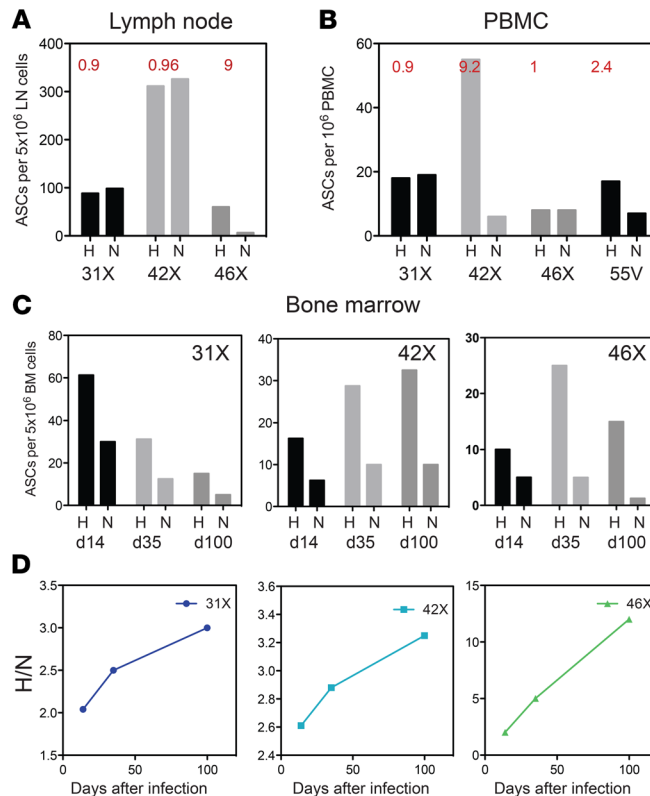 A Lymph node
400
300
200
100
0
ASCs per 5x10⁶ LN cells
0.9 0.96 9
H N H N H N
31X 42X 46X
B PBMC
60
40
20
0
ASCs per 10⁶ PBMC
0.9 9.2 1 2.4
H N H N H N H N
31X 42X 46X 55V
C Bone marrow
80
60
40
20
0
ASCs per 5x10⁶ BM cells
31X
H N H N H N
d14 d35 d100
30
20
10
0
42X
H N H N H N
d14 d35 d100
30
20
10
0
46X
H N H N H N
d14 d35 d100
D
H/N
3.5
3.0
2.5
2.0
1.5
31X
0 50 100
Days after infection
3.6
3.4
3.2
3.0
2.8
2.6
2.4
42X
0 50 100
Days after infection
15
10
5
0
46X
0 50 100
Days after infection